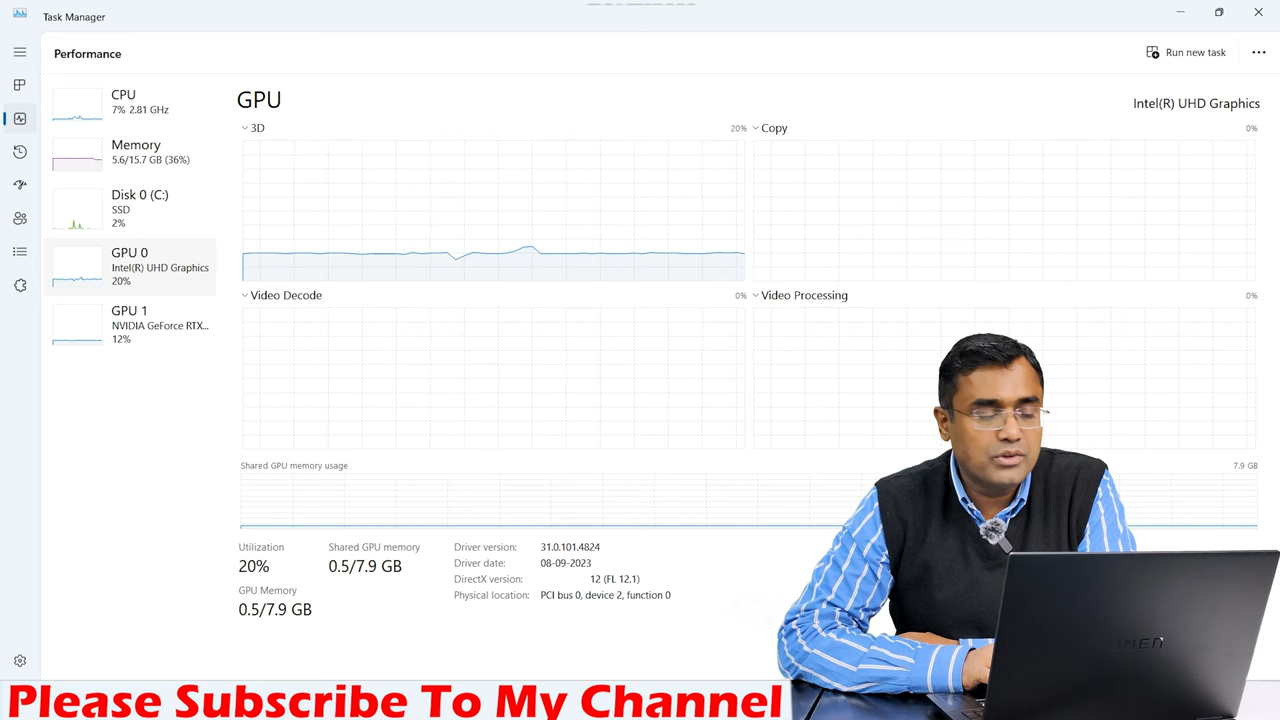 Task Manager
Performance
Run new task
CPU
7% 2.81 GHz
Memory
5.6/15.7 GB (36%)
Disk 0 (C:)
SSD
2%
GPU 0
Intel(R) UHD Graphics
20%
GPU 1
NVIDIA GeForce RTX...
12%
GPU
Intel(R) UHD Graphics
3D
20%
Copy
0%
Video Decode
0%
Video Processing
0%
Shared GPU memory usage
7.9 GB
Utilization
20%
Shared GPU memory
0.5/7.9 GB
GPU Memory
0.5/7.9 GB
Driver version: 31.0.101.4824
Driver date: 08-09-2023
DirectX version: 12 (FL 12.1)
Physical location: PCI bus 0, device 2, function 0
Please Subscribe To My Channel